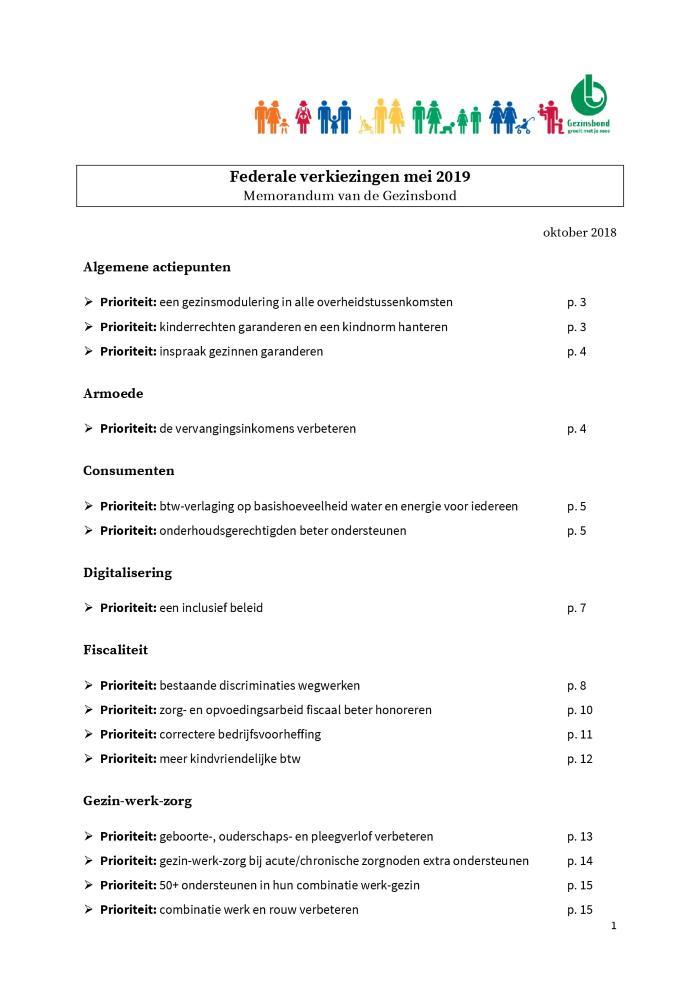 Gezinsbond
groeit met je mee
Federale verkiezingen mei 2019
Memorandum van de Gezinsbond
oktober 2018
Algemene actiepunten
➢ Prioriteit: een gezinsmodulering in alle overheidstussenkomsten p. 3
➢ Prioriteit: kinderrechten garanderen en een kindnorm hanteren p. 3
➢ Prioriteit: inspraak gezinnen garanderen p. 4
Armoede
➢ Prioriteit: de vervangingsinkomens verbeteren p. 4
Consumenten
➢ Prioriteit: btw-verlaging op basishoeveelheid water en energie voor iedereen p. 5
➢ Prioriteit: onderhoudsgerechtigden beter ondersteunen p. 5
Digitalisering
➢ Prioriteit: een inclusief beleid p. 7
Fiscaliteit
➢ Prioriteit: bestaande discriminaties wegwerken p. 8
➢ Prioriteit: zorg- en opvoedingsarbeid fiscaal beter honoreren p. 10
➢ Prioriteit: correctere bedrijfsvoorheffing p. 11
➢ Prioriteit: meer kindvriendelijke btw p. 12
Gezin-werk-zorg
➢ Prioriteit: geboorte-, ouderschaps- en pleegverlof verbeteren p. 13
➢ Prioriteit: gezin-werk-zorg bij acute/chronische zorgnoden extra ondersteunen p. 14
➢ Prioriteit: 50+ ondersteunen in hun combinatie werk-gezin p. 15
➢ Prioriteit: combinatie werk en rouw verbeteren p. 15
1